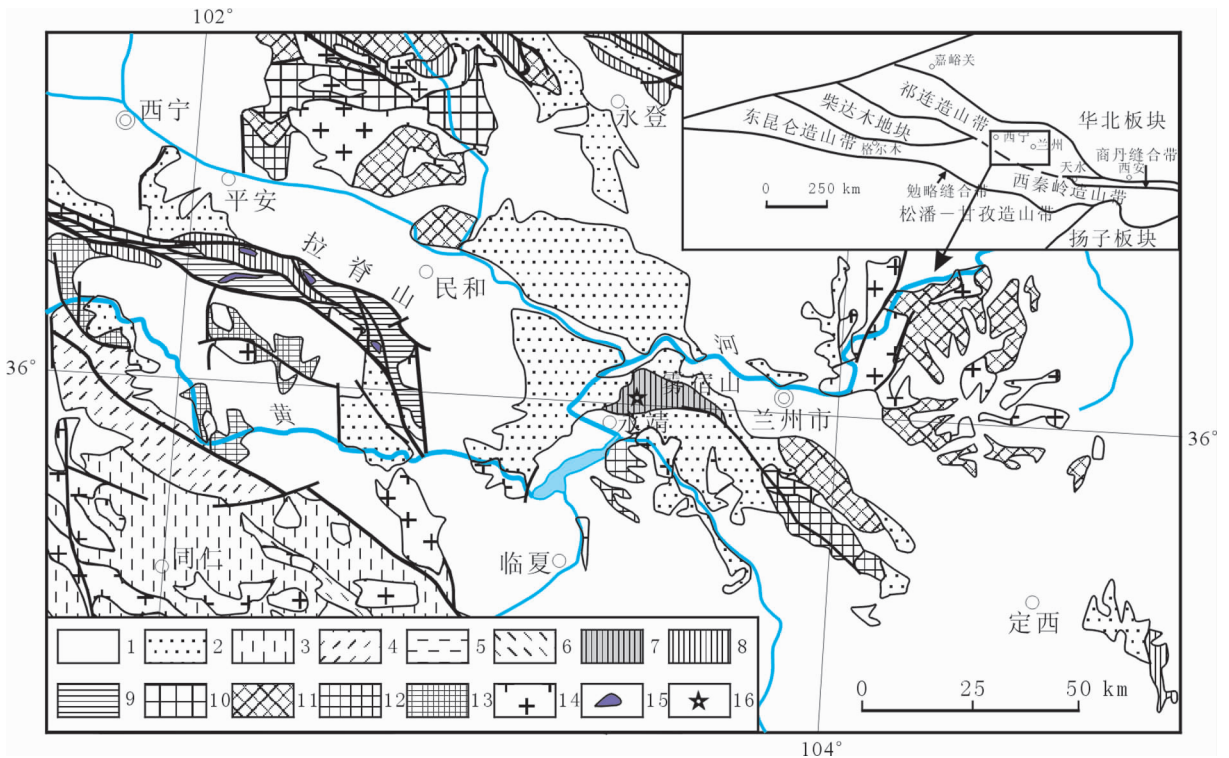 102°
西宁
永登
平安
拉脊山
民和
河
雾宿山
36°
兰州市
36°
永靖
黄
同仁
临夏
定西
嘉峪关
祁连造山带
柴达木地块
华北板块
东昆仑造山带
西宁
兰州
格尔木
商丹缝合带
天水
西安
0 250 km
勉略缝合带
西秦岭造山带
松潘－甘孜造山带
扬子板块
1 2 3 4 5 6 7 8
9 10 11 12 13 14 15 16
0 25 50 km
104°